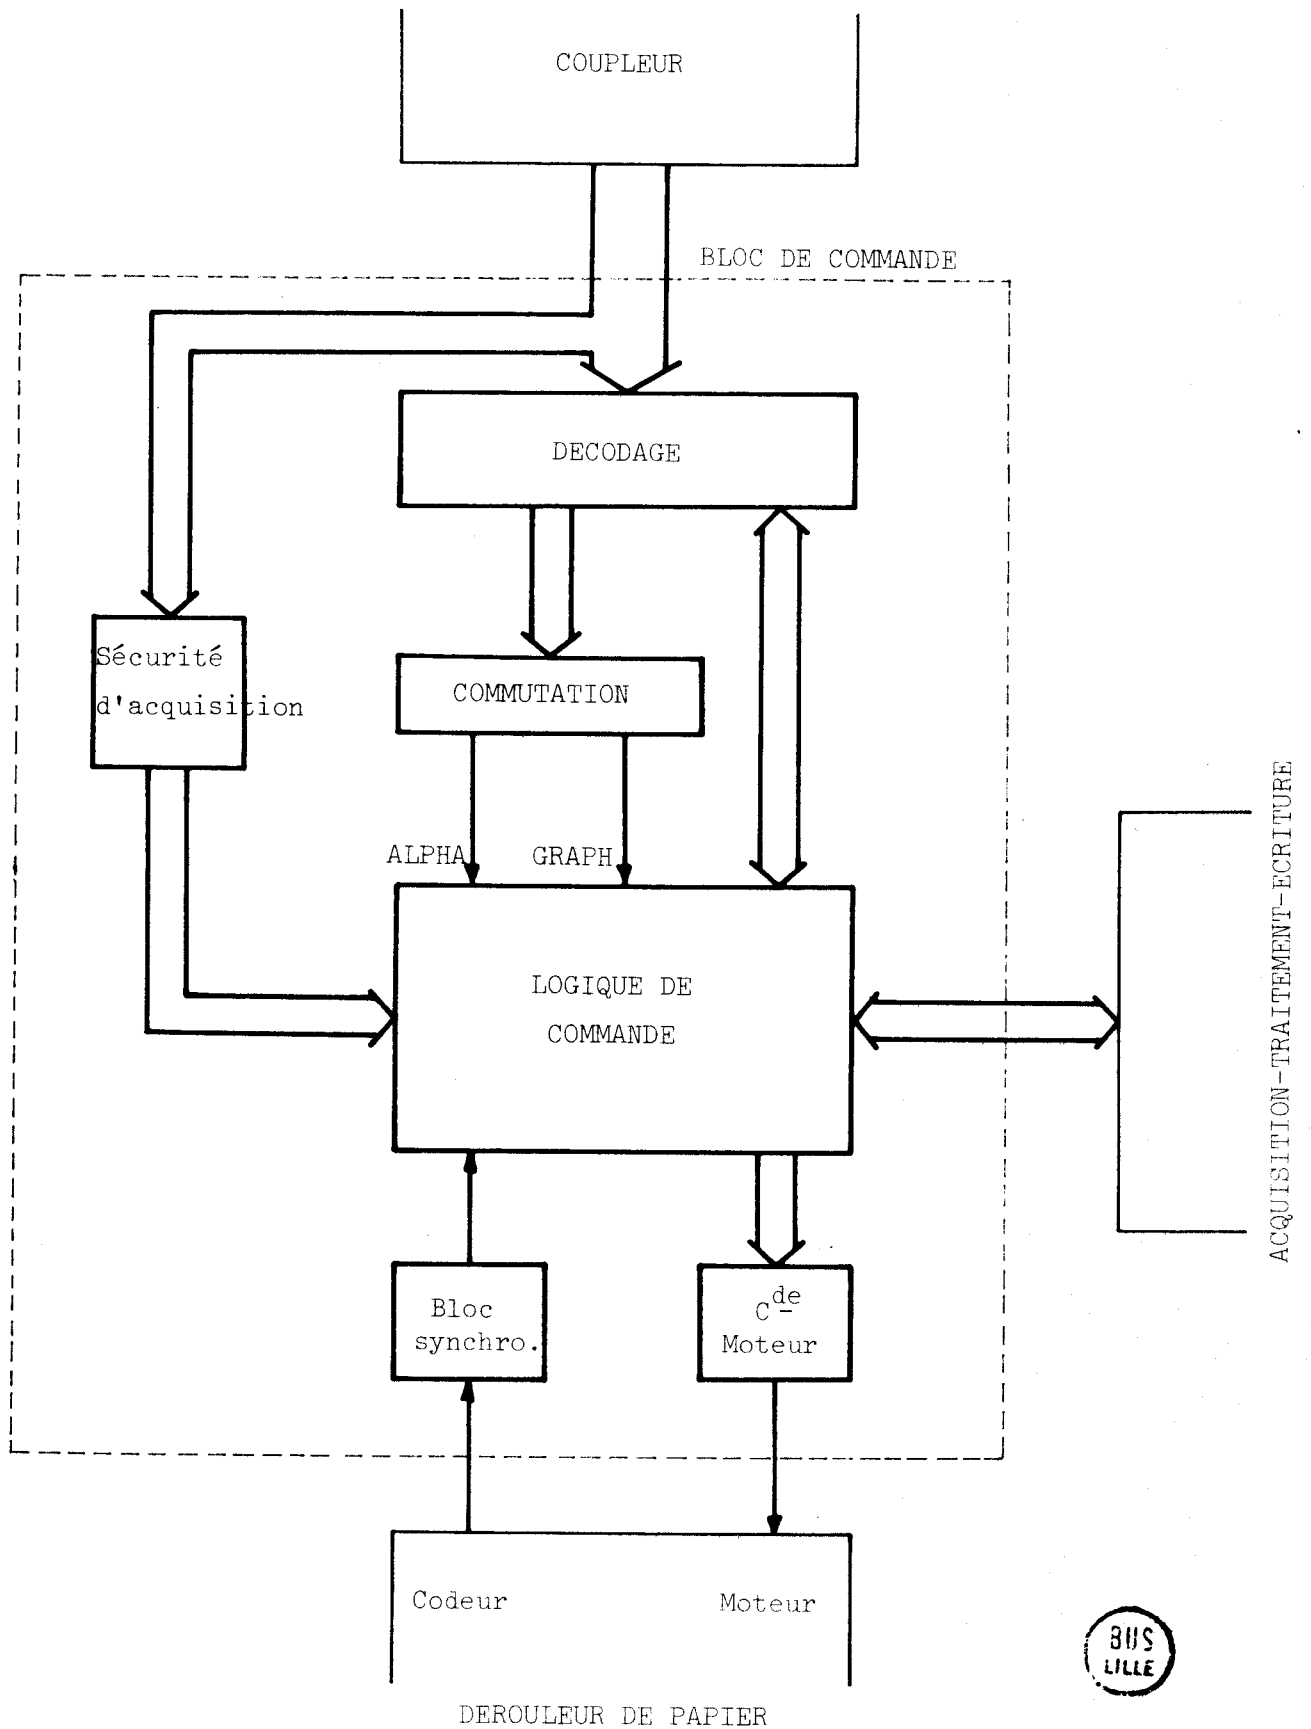 COUPLEUR
BLOC DE COMMANDE
DECODAGE
Sécurité
d'acquisition
COMMUTATION
ALPHA
GRAPH
LOGIQUE DE
COMMANDE
ACQUISITION-TRAITEMENT-ECRITURE
Bloc
synchro.
Cde
Moteur
Codeur
Moteur
BUS
LILLE
DEROULEUR DE PAPIER